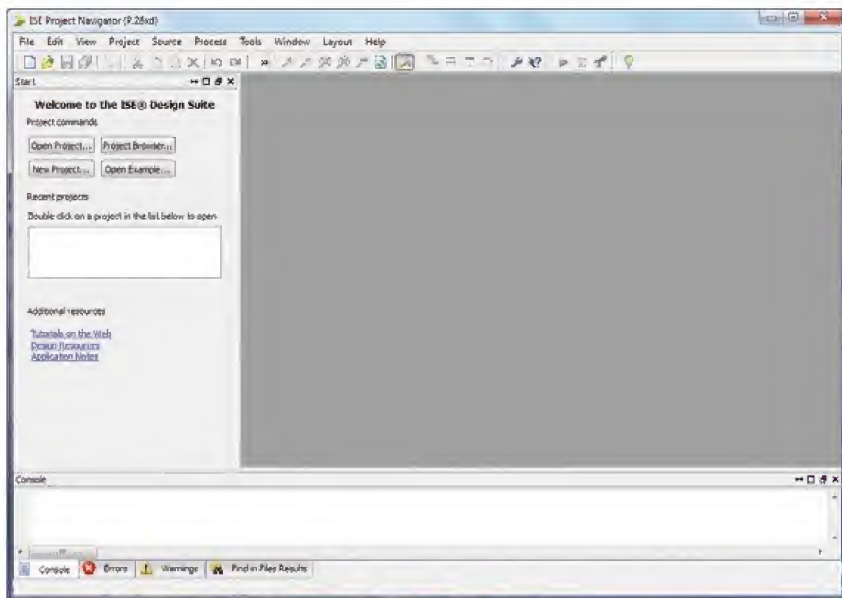 ISE Project Navigator (P.28xd)
File Edit View Project Source Process Tools Window Layout Help
Start
Welcome to the ISE® Design Suite
Project commands
Open Project... Project Browser...
New Project... Open Example...
Recent projects
Double click on a project in the list below to open
Additional resources
Tutorials on the Web
Design Resources
Application Notes
Console
Console Errors Warnings Find in Files Results